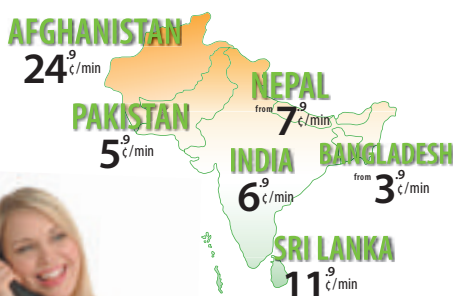 AFGHANISTAN
24.9¢/min
NEPAL
from 7.9¢/min
PAKISTAN
5.9¢/min
INDIA
6.9¢/min
BANGLADESH
from 3.9¢/min
SRI LANKA
11.9¢/min